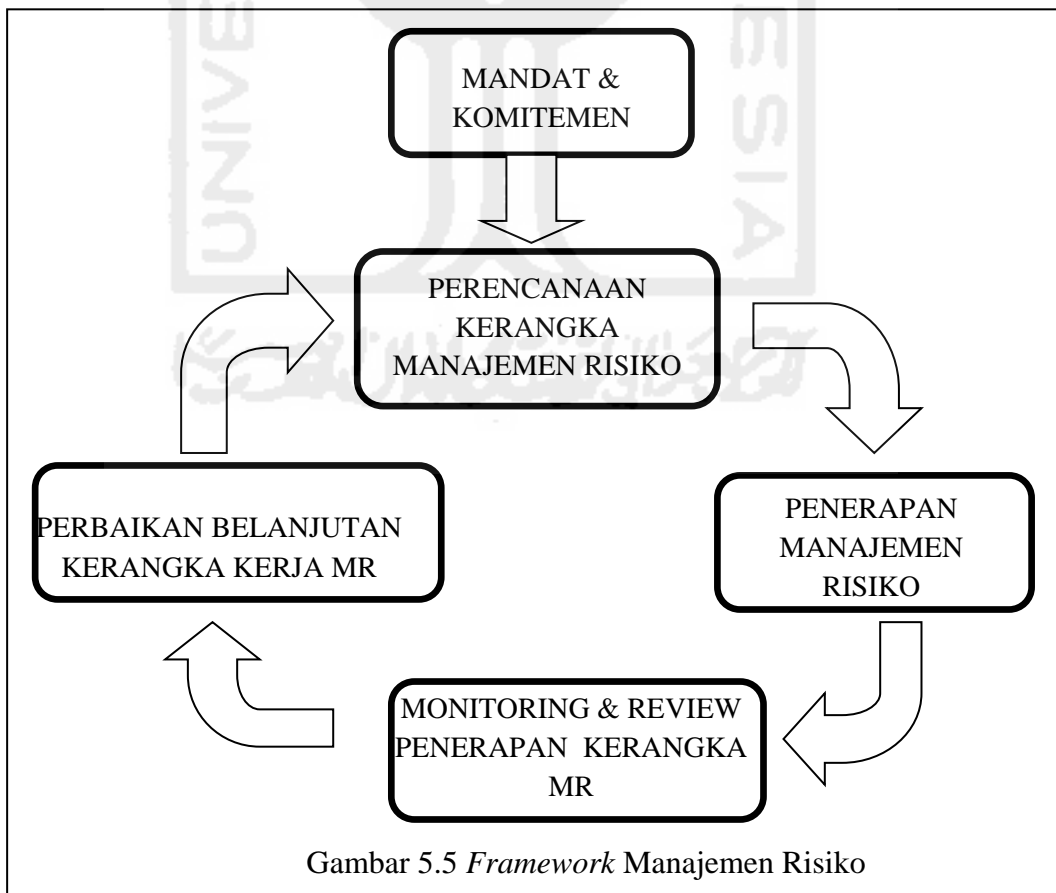 MANDAT &
KOMITEMEN
PERENCANAAN
KERANGKA
MANAJEMEN RISIKO
PENERAPAN
MANAJEMEN
RISIKO
MONITORING & REVIEW
PENERAPAN KERANGKA
MR
PERBAIKAN BELANJUTAN
KERANGKA KERJA MR
Gambar 5.5 Framework Manajemen Risiko